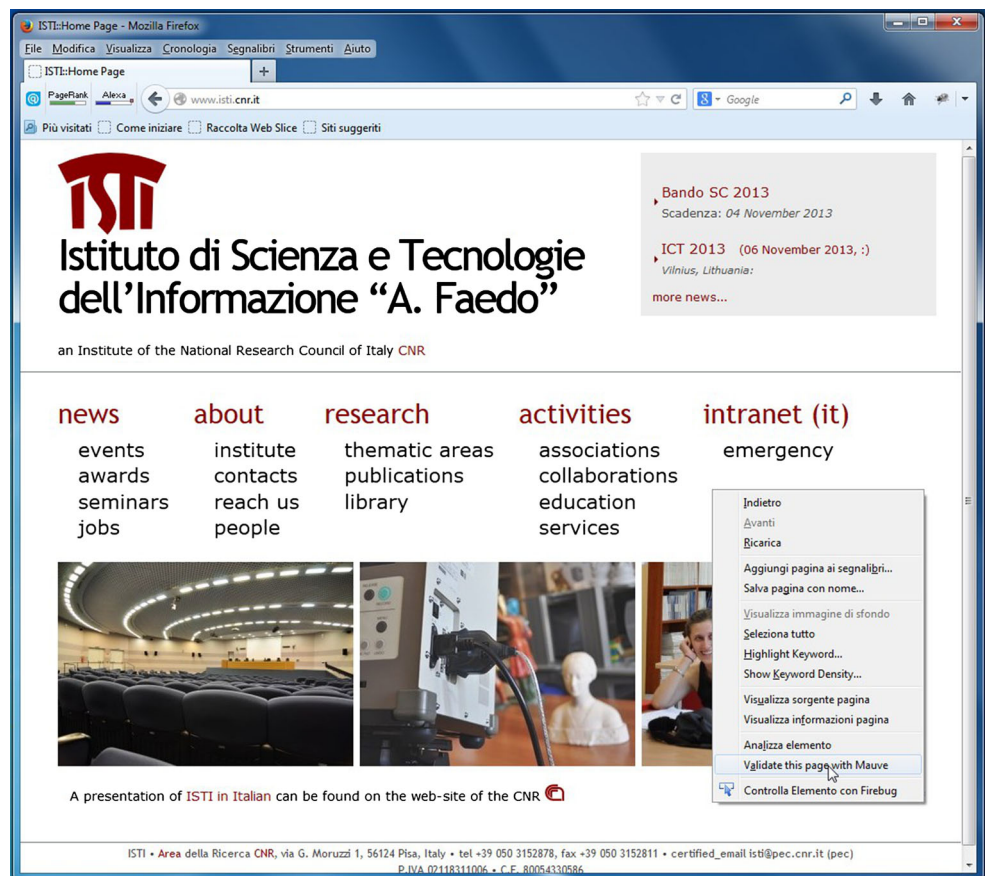 ISTI::Home Page - Mozilla Firefox
File Modifica Visualizza Cronologia Segnalibri Strumenti Aiuto
ISTI::Home Page +
PageRank Alexa www.isti.cnr.it 8 Google
Più visitati Come iniziare Raccolta Web Slice Siti suggeriti
ISTI
Istituto di Scienza e Tecnologie
dell'Informazione “A. Faedo”
an Institute of the National Research Council of Italy CNR
Bando SC 2013
Scadenza: 04 November 2013
ICT 2013 (06 November 2013, :)
Vilnius, Lithuania:
more news...
news
events
awards
seminars
jobs
about
institute
contacts
reach us
people
research
thematic areas
publications
library
activities
associations
collaborations
education
services
intranet (it)
emergency
Indietro
Avanti
Ricarica
Aggiungi pagina ai segnalibri...
Salva pagina con nome...
Visualizza immagine di sfondo
Seleziona tutto
Highlight Keyword...
Show Keyword Density...
Visualizza sorgente pagina
Visualizza informazioni pagina
Analizza elemento
Validate this page with Mauve
Controlla Elemento con Firebug
A presentation of ISTI in Italian can be found on the web-site of the CNR
ISTI • Area della Ricerca CNR, via G. Moruzzi 1, 56124 Pisa, Italy • tel +39 050 3152878, fax +39 050 3152811 • certified_email isti@pec.cnr.it (pec)
P.IVA 02118311006 • C.F. 80054330586